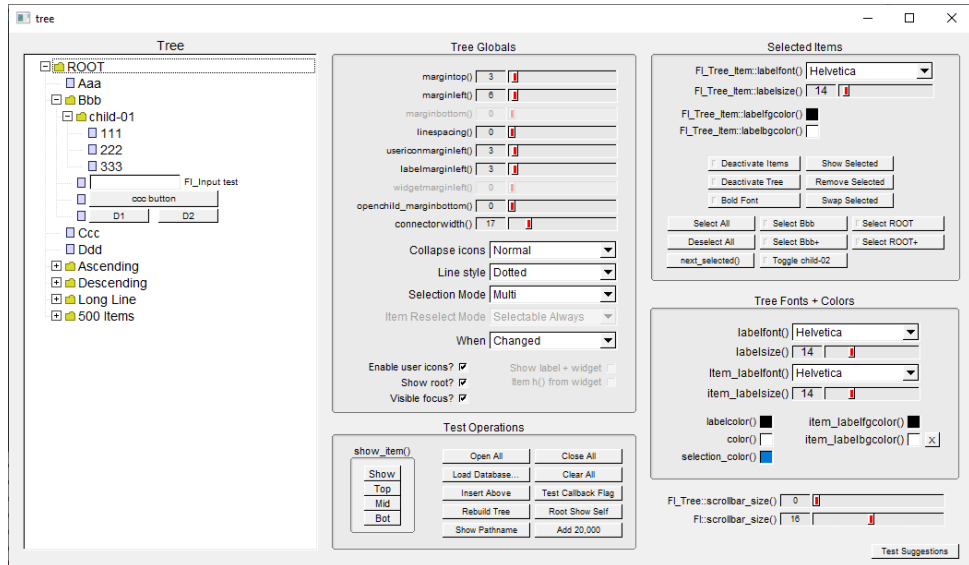 tree
Tree
ROOT
Aaa
Bbb
child-01
111
222
333
Fl_Input test
ccc button
D1 D2
Ccc
Ddd
Ascending
Descending
Long Line
500 Items
Tree Globals
margintop() 3
marginleft() 6
marginbottom() 0
linespacing() 0
usericonmarginleft() 3
labelmarginleft() 3
widgetmarginleft() 0
openchild_marginbottom() 0
connectorwidth() 17
Collapse icons Normal
Line style Dotted
Selection Mode Multi
Item Reselect Mode Selectable Always
When Changed
Enable user icons? Show label + widget
Show root? Item h() from widget
Visible focus?
Test Operations
show_item()
Show
Top
Mid
Bot
Open All Close All
Load Database... Clear All
Insert Above Test Callback Flag
Rebuild Tree Root Show Self
Show Pathname Add 20,000
Selected Items
Fl_Tree_Item::labelfont() Helvetica
Fl_Tree_Item::labelsize() 14
Fl_Tree_Item::labelfgcolor()
Fl_Tree_Item::labelbgcolor()
Deactivate Items Show Selected
Deactivate Tree Remove Selected
Bold Font Swap Selected
Select All Select Bbb Select ROOT
Deselect All Select Bbb+ Select ROOT+
next_selected() Toggle child-02
Tree Fonts + Colors
labelfont() Helvetica
labelsize() 14
Item_labelfont() Helvetica
item_labelsize() 14
labelcolor() item_labelfgcolor()
color() item_labelbgcolor() x
selection_color()
Fl_Tree::scrollbar_size() 0
Fl::scrollbar_size() 16
Test Suggestions